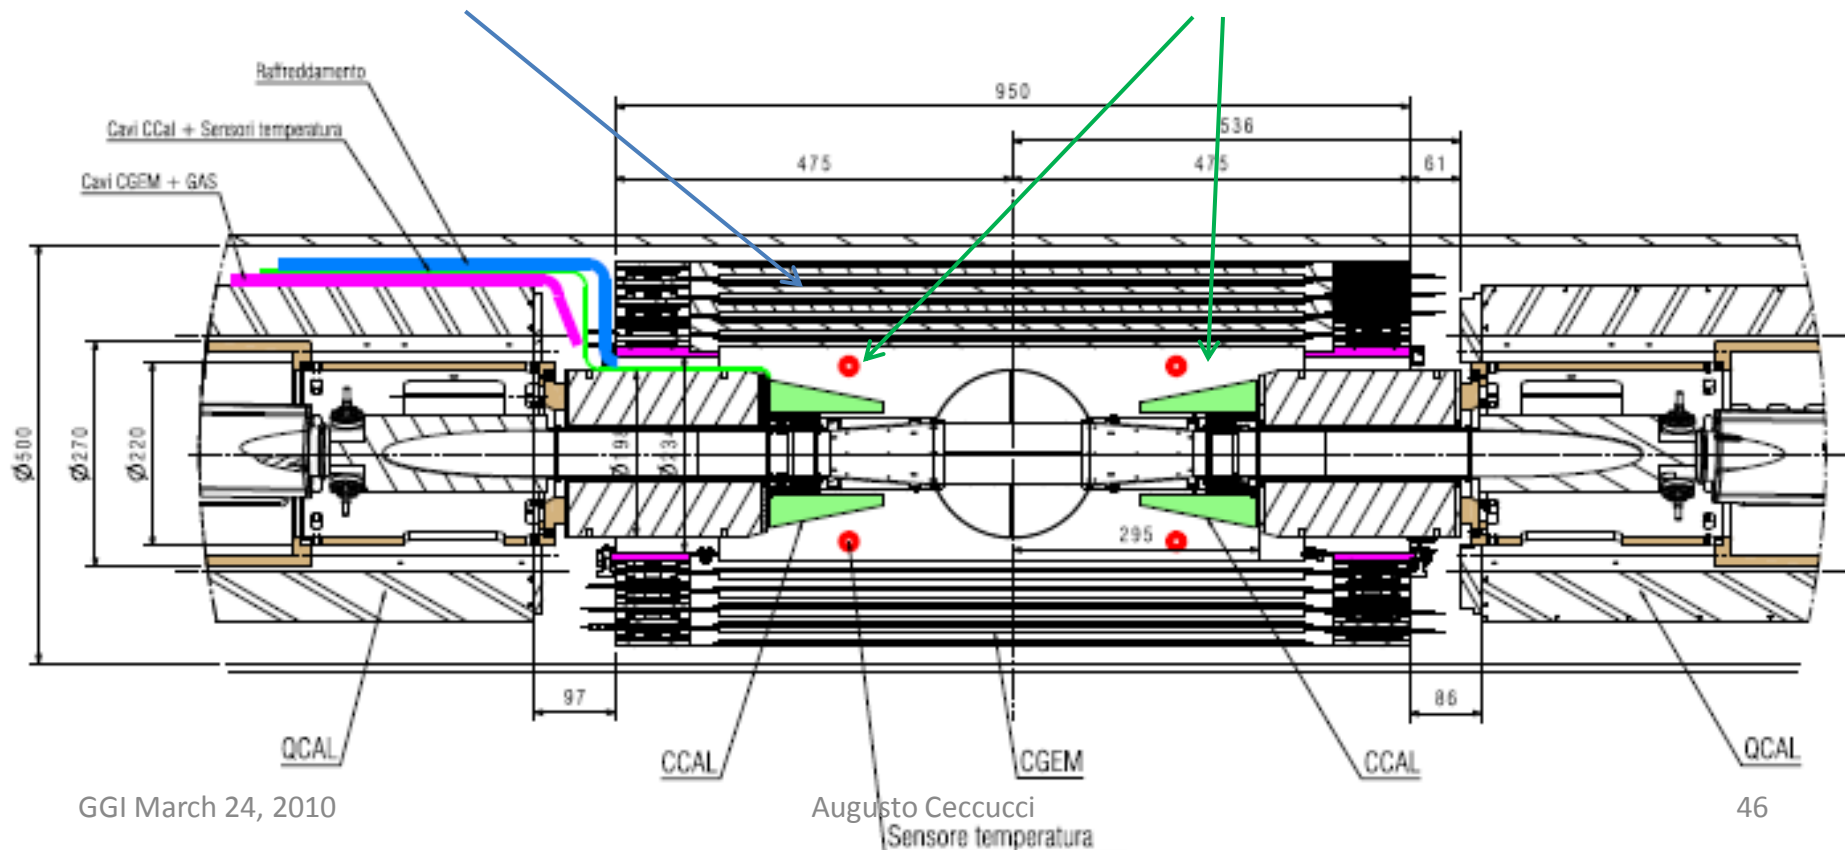 Raffreddamento
950
Cavi CCal + Sensori temperatura
536
475
475
61
Cavi CGEM + GAS
Ø500
Ø270
Ø220
Ø234
295
97
86
QCAL
CCAL
CGEM
CCAL
QCAL
GGI March 24, 2010
Augusto Ceccucci
46
Sensore temperatura